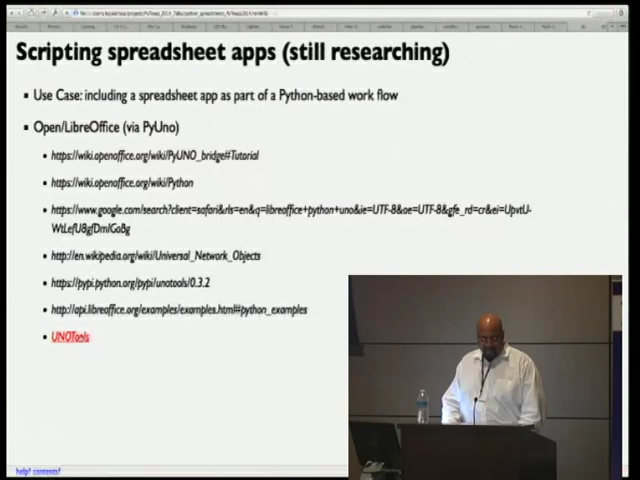 Scripting spreadsheet apps (still researching)
Use Case: including a spreadsheet app as part of a Python-based work flow
Open/LibreOffice (via PyUno)
https://wiki.openoffice.org/wiki/PyUNO_bridge#Tutorial
https://wiki.openoffice.org/wiki/Python
https://www.google.com/search?client=safari&rls=en&q=libreoffice+python+uno&ie=UTF-8&oe=UTF-8&gfe_rd=cr&ei=UpvtU-
http://en.wikipedia.org/wiki/Universal_Network_Objects
https://pypi.python.org/pypi/unotools/0.3.2
http://api.libreoffice.org/examples/examples.html#python_examples
UNOTools
help? contents?